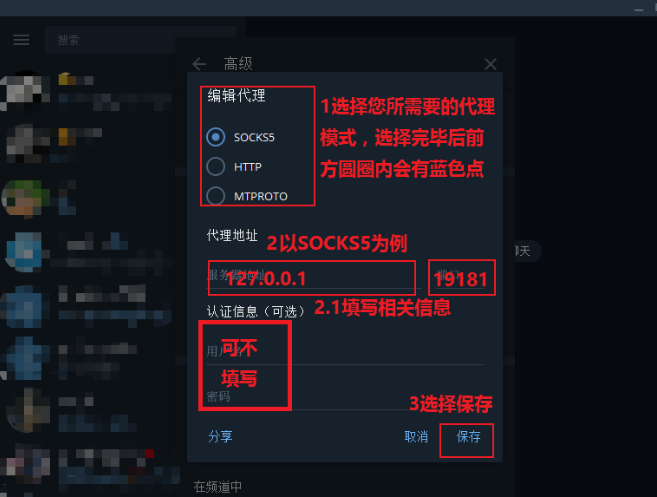 搜索
高级
编辑代理
SOCKS5
HTTP
MTPROTO
1选择您所需要的代理
模式，选择完毕后前
方圆圈内会有蓝色点
代理地址
2以SOCKS5为例
服务器地址
127.0.0.1
19181
聊天
认证信息（可选）
2.1填写相关信息
用户名
可不
填写
密码
3选择保存
分享
取消
保存
在频道中